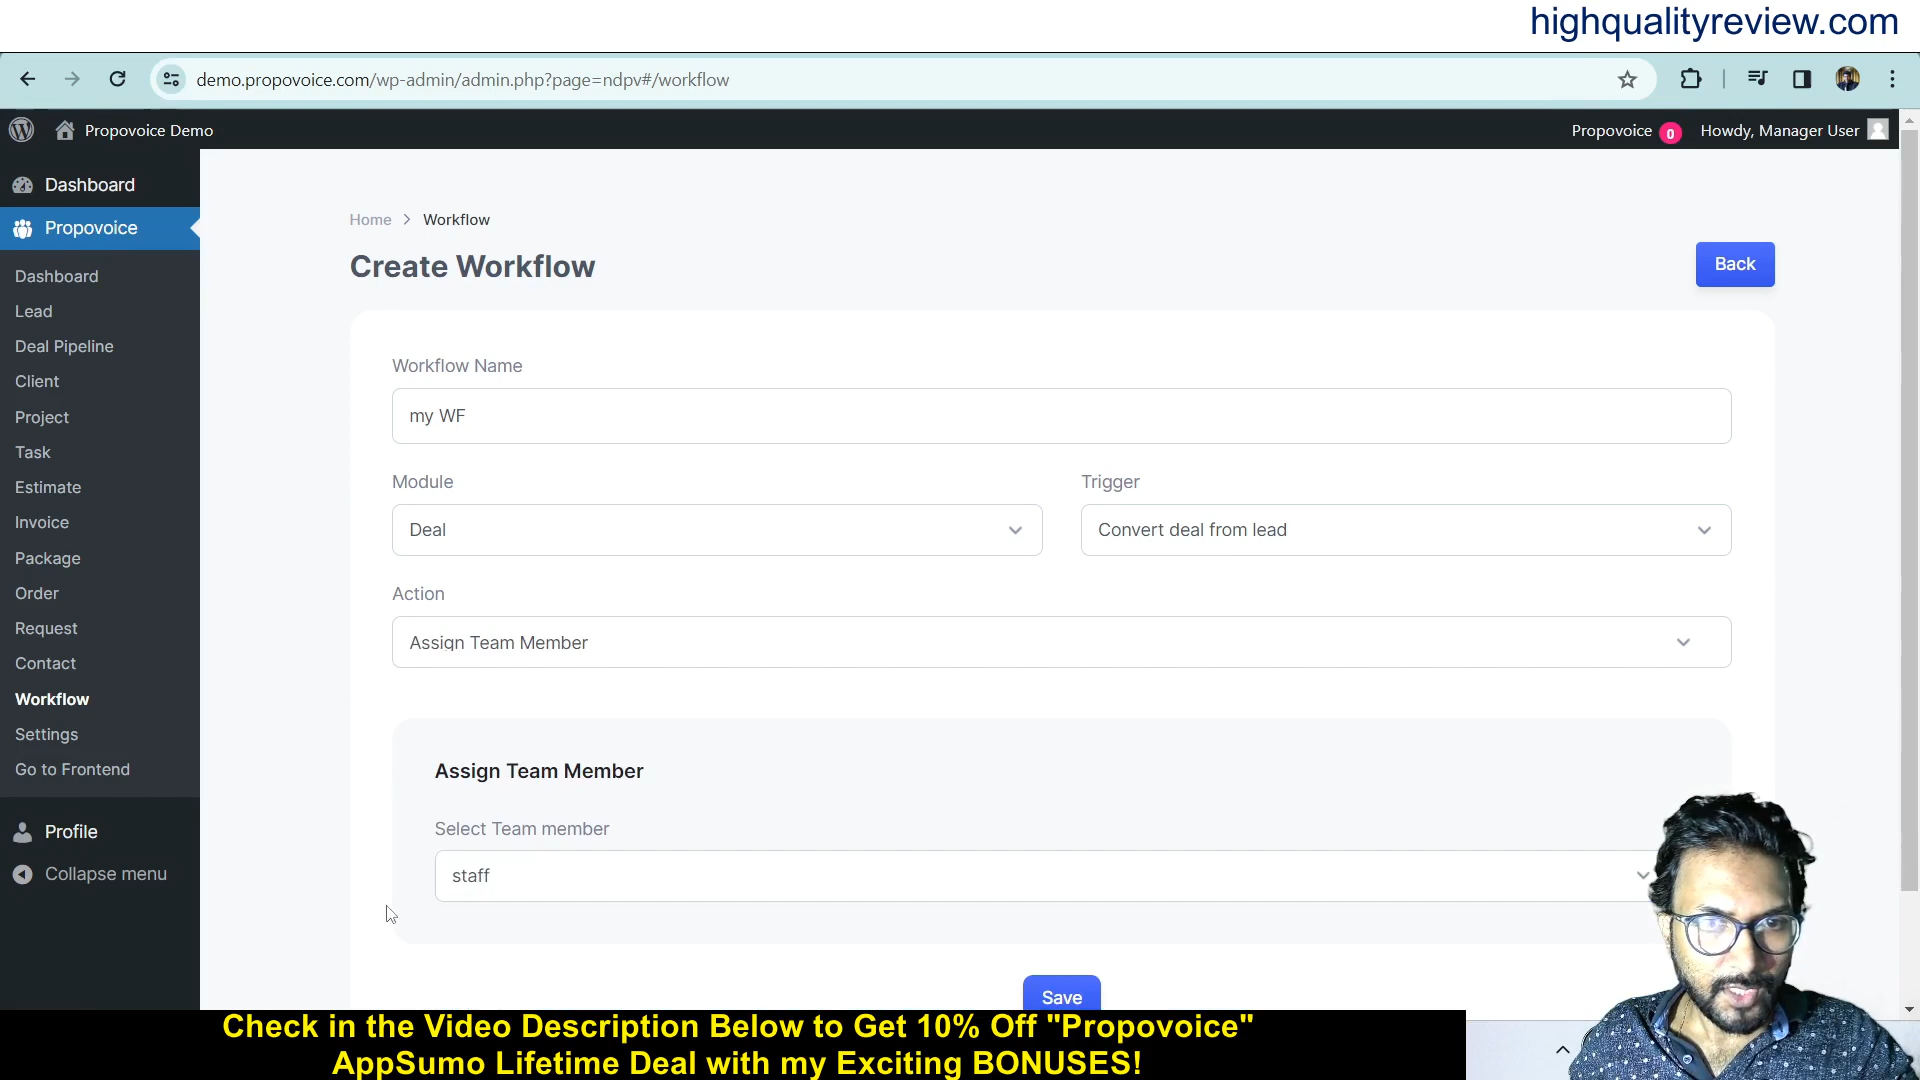 highqualityreview.com
demo.propovoice.com/wp-admin/admin.php?page=ndpv#/workflow
Propovoice Demo
Propovoice 0 Howdy, Manager User
Dashboard
Propovoice
Dashboard
Lead
Deal Pipeline
Client
Project
Task
Estimate
Invoice
Package
Order
Request
Contact
Workflow
Settings
Go to Frontend
Profile
Collapse menu
Home > Workflow
Create Workflow
Back
Workflow Name
my WF
Module
Trigger
Deal
Convert deal from lead
Action
Assign Team Member
Assign Team Member
Select Team member
staff
Save
Check in the Video Description Below to Get 10% Off "Propovoice"
AppSumo Lifetime Deal with my Exciting BONUSES!